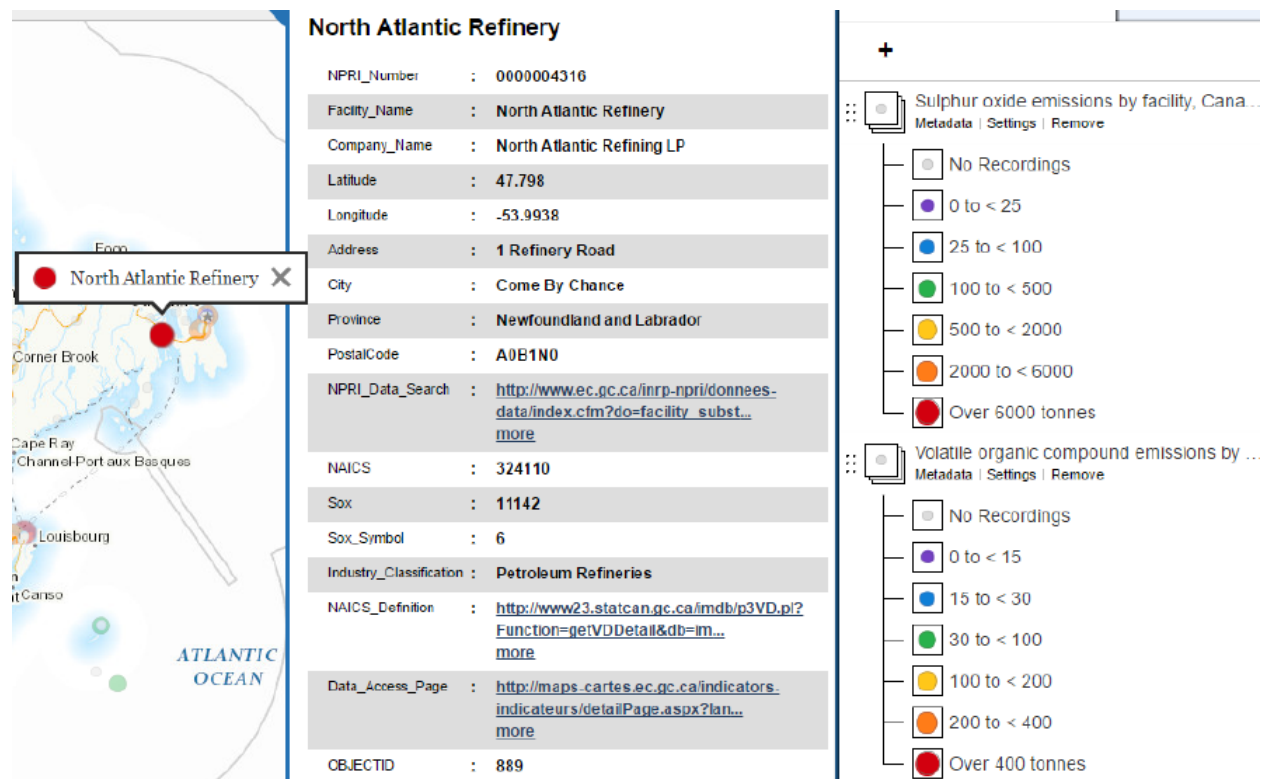 Fogo
North Atlantic Refinery
Corner Brook
Cape Ray
Channel-Port aux Basques
Louisbourg
Canso
ATLANTIC
OCEAN
North Atlantic Refinery
NPRI_Number : 0000004316
Facility_Name : North Atlantic Refinery
Company_Name : North Atlantic Refining LP
Latitude : 47.798
Longitude : -53.9938
Address : 1 Refinery Road
City : Come By Chance
Province : Newfoundland and Labrador
PostalCode : A0B1N0
NPRI_Data_Search : http://www.ec.gc.ca/inrp-npri/donnees-
data/index.cfm?do=facility_subst...
more
NAICS : 324110
Sox : 11142
Sox_Symbol : 6
Industry_Classification : Petroleum Refineries
NAICS_Definition : http://www23.statcan.gc.ca/imdb/p3VD.pl?
Function=getVDDetail&db=im...
more
Data_Access_Page : http://maps-cartes.ec.gc.ca/indicators-
indicateurs/detailPage.aspx?lan...
more
OBJECTID : 889
+
Sulphur oxide emissions by facility, Cana...
Metadata | Settings | Remove
No Recordings
0 to < 25
25 to < 100
100 to < 500
500 to < 2000
2000 to < 6000
Over 6000 tonnes
Volatile organic compound emissions by ...
Metadata | Settings | Remove
No Recordings
0 to < 15
15 to < 30
30 to < 100
100 to < 200
200 to < 400
Over 400 tonnes